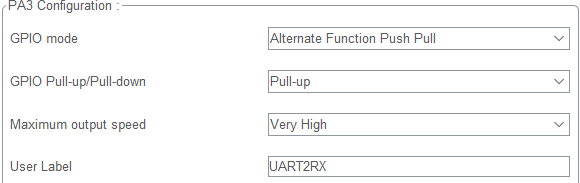 PA3 Configuration :
GPIO mode Alternate Function Push Pull
GPIO Pull-up/Pull-down Pull-up
Maximum output speed Very High
User Label UART2RX